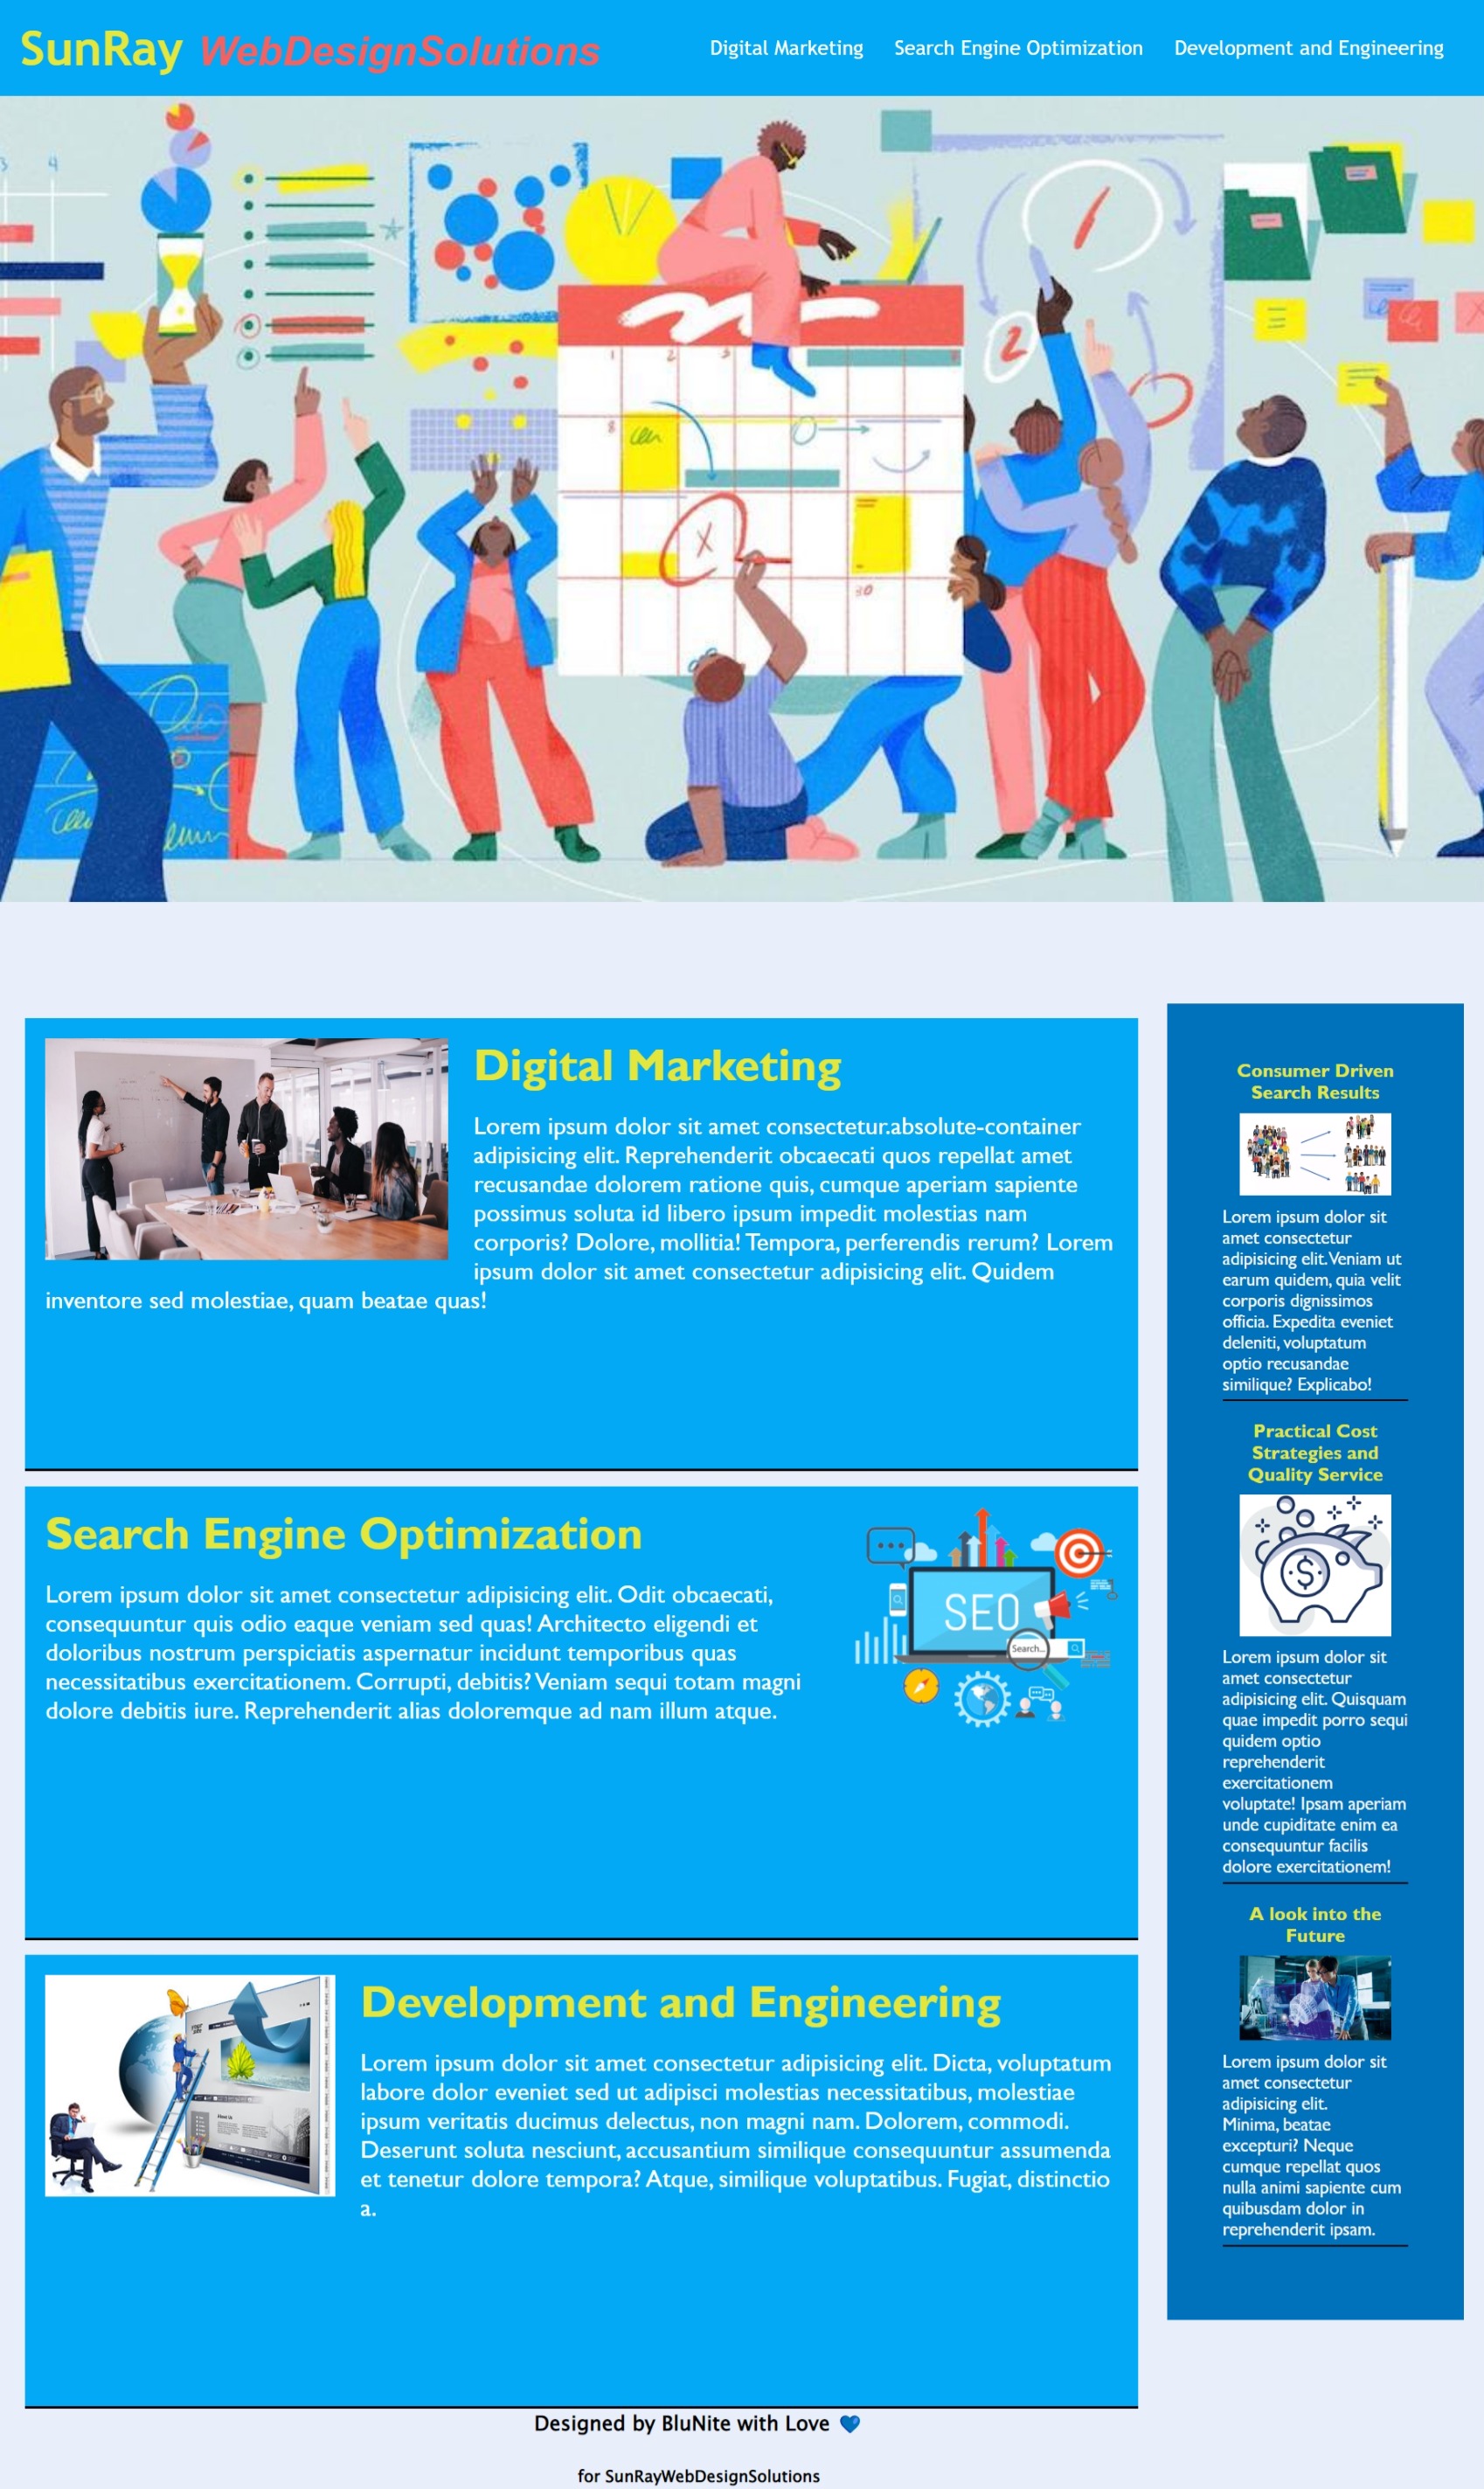 SunRay WebDesignSolutions
Digital Marketing Search Engine Optimization Development and Engineering
3 4
1 2 3
8
30
2
X
Digital Marketing
Lorem ipsum dolor sit amet consectetur.absolute-container
adipisicing elit. Reprehenderit obcaecati quos repellat amet
recusandae dolorem ratione quis, cumque aperiam sapiente
possimus soluta id libero ipsum impedit molestias nam
corporis? Dolore, mollitia! Tempora, perferendis rerum? Lorem
ipsum dolor sit amet consectetur adipisicing elit. Quidem
inventore sed molestiae, quam beatae quas!
Search Engine Optimization
Lorem ipsum dolor sit amet consectetur adipisicing elit. Odit obcaecati,
consequuntur quis odio eaque veniam sed quas! Architecto eligendi et
doloribus nostrum perspiciatis aspernatur incidunt temporibus quas
necessitatibus exercitationem. Corrupti, debitis? Veniam sequi totam magni
dolore debitis iure. Reprehenderit alias doloremque ad nam illum atque.
SEO
Search...
Development and Engineering
Lorem ipsum dolor sit amet consectetur adipisicing elit. Dicta, voluptatum
labore dolor eveniet sed ut adipisci molestias necessitatibus, molestiae
ipsum veritatis ducimus delectus, non magni nam. Dolorem, commodi.
Deserunt soluta nesciunt, accusantium similique consequuntur assumenda
et tenetur dolore tempora? Atque, similique voluptatibus. Fugiat, distinctio
a.
Consumer Driven
Search Results
Lorem ipsum dolor sit
amet consectetur
adipisicing elit. Veniam ut
earum quidem, quia velit
corporis dignissimos
officia. Expedita eveniet
deleniti, voluptatum
optio recusandae
similique? Explicabo!
Practical Cost
Strategies and
Quality Service
$
Lorem ipsum dolor sit
amet consectetur
adipisicing elit. Quisquam
quae impedit porro sequi
quidem optio
reprehenderit
exercitationem
voluptate! Ipsam aperiam
unde cupiditate enim ea
consequuntur facilis
dolore exercitationem!
A look into the
Future
Lorem ipsum dolor sit
amet consectetur
adipisicing elit.
Minima, beatae
excepturi? Neque
cumque repellat quos
nulla animi sapiente cum
quibusdam dolor in
reprehenderit ipsam.
Designed by BluNite with Love 💙
for SunRayWebDesignSolutions